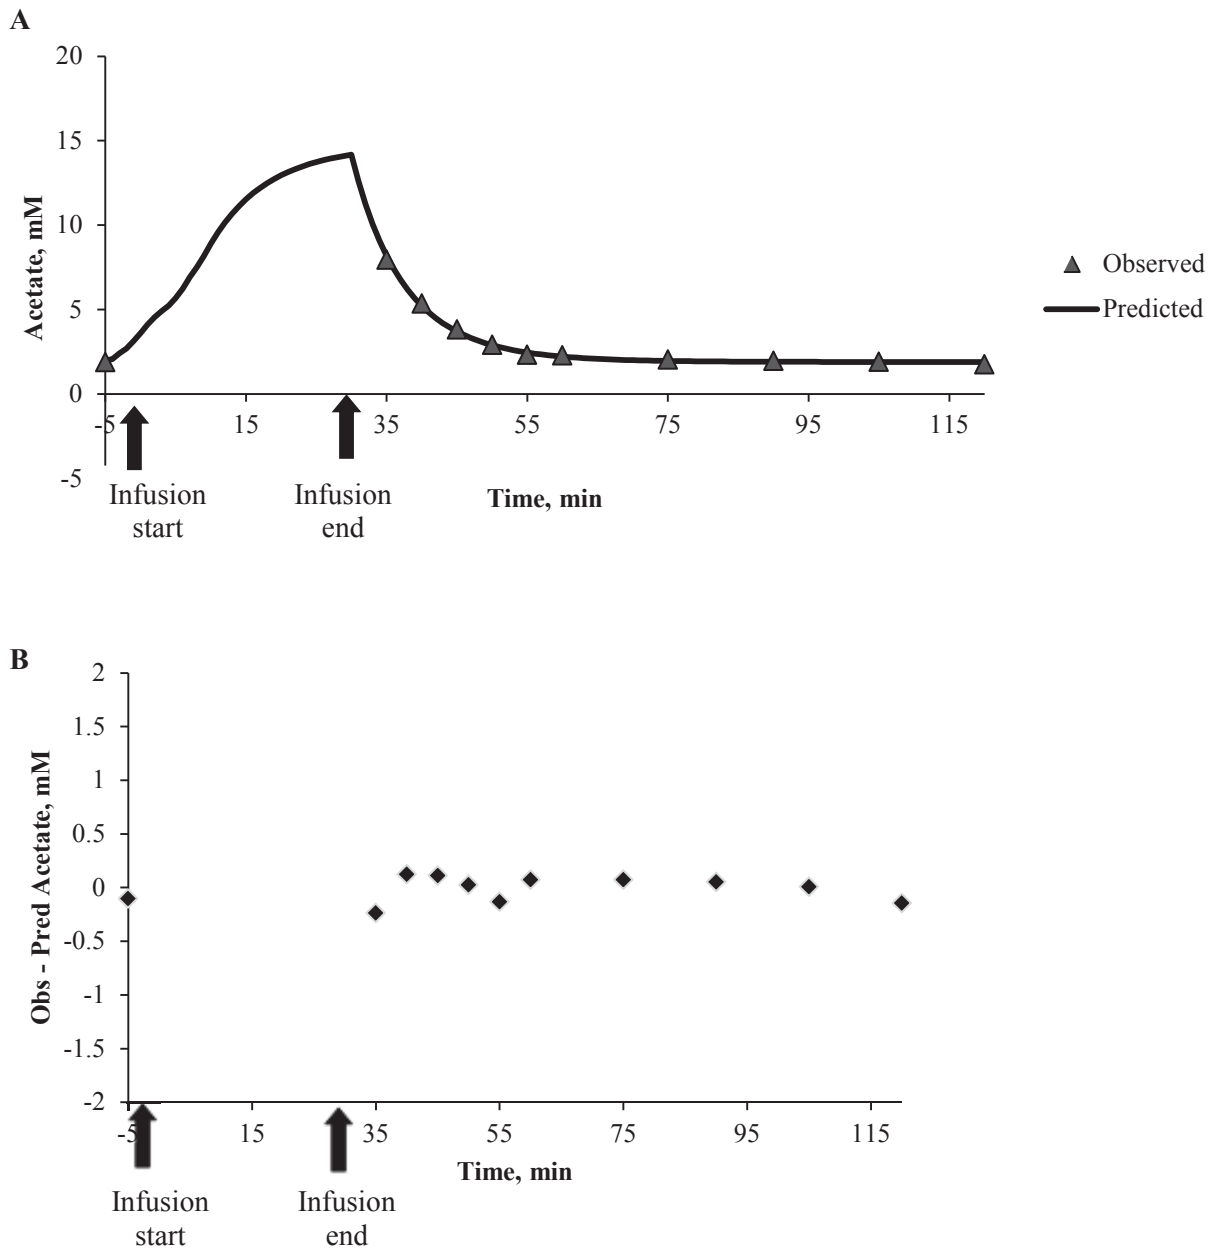 A
20
15
10
5
0
-5
Acetate, mM
-5 15 35 55 75 95 115
Infusion
start
Infusion
end
Time, min
Observed
Predicted
B
2
1.5
1
0.5
0
-0.5
-1
-1.5
-2
Obs - Pred Acetate, mM
-5 15 35 55 75 95 115
Time, min
Infusion
start
Infusion
end